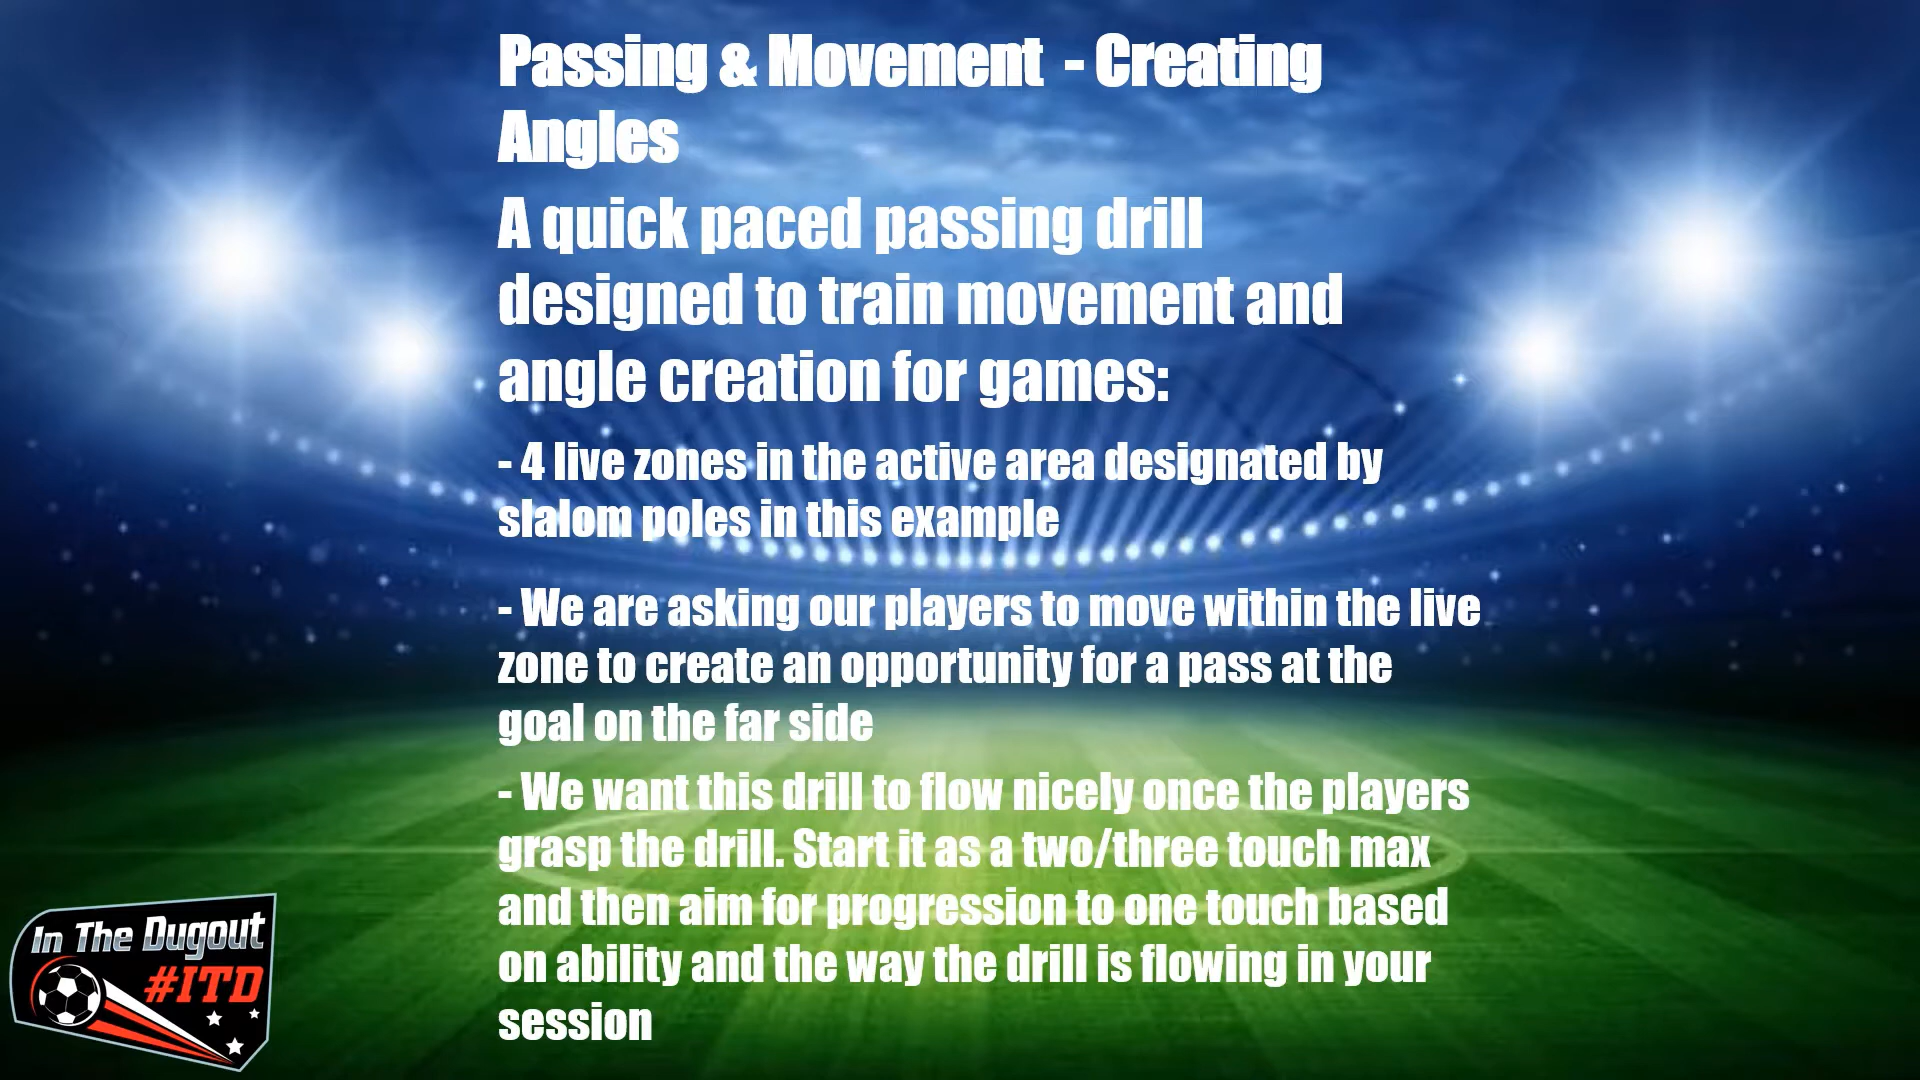 Passing & Movement  - Creating
Angles
A quick paced passing drill
designed to train movement and
angle creation for games:
- 4 live zones in the active area designated by
slalom poles in this example
- We are asking our players to move within the live
zone to create an opportunity for a pass at the
goal on the far side
- We want this drill to flow nicely once the players
grasp the drill. Start it as a two/three touch max
and then aim for progression to one touch based
on ability and the way the drill is flowing in your
session
In The Dugout
#ITD